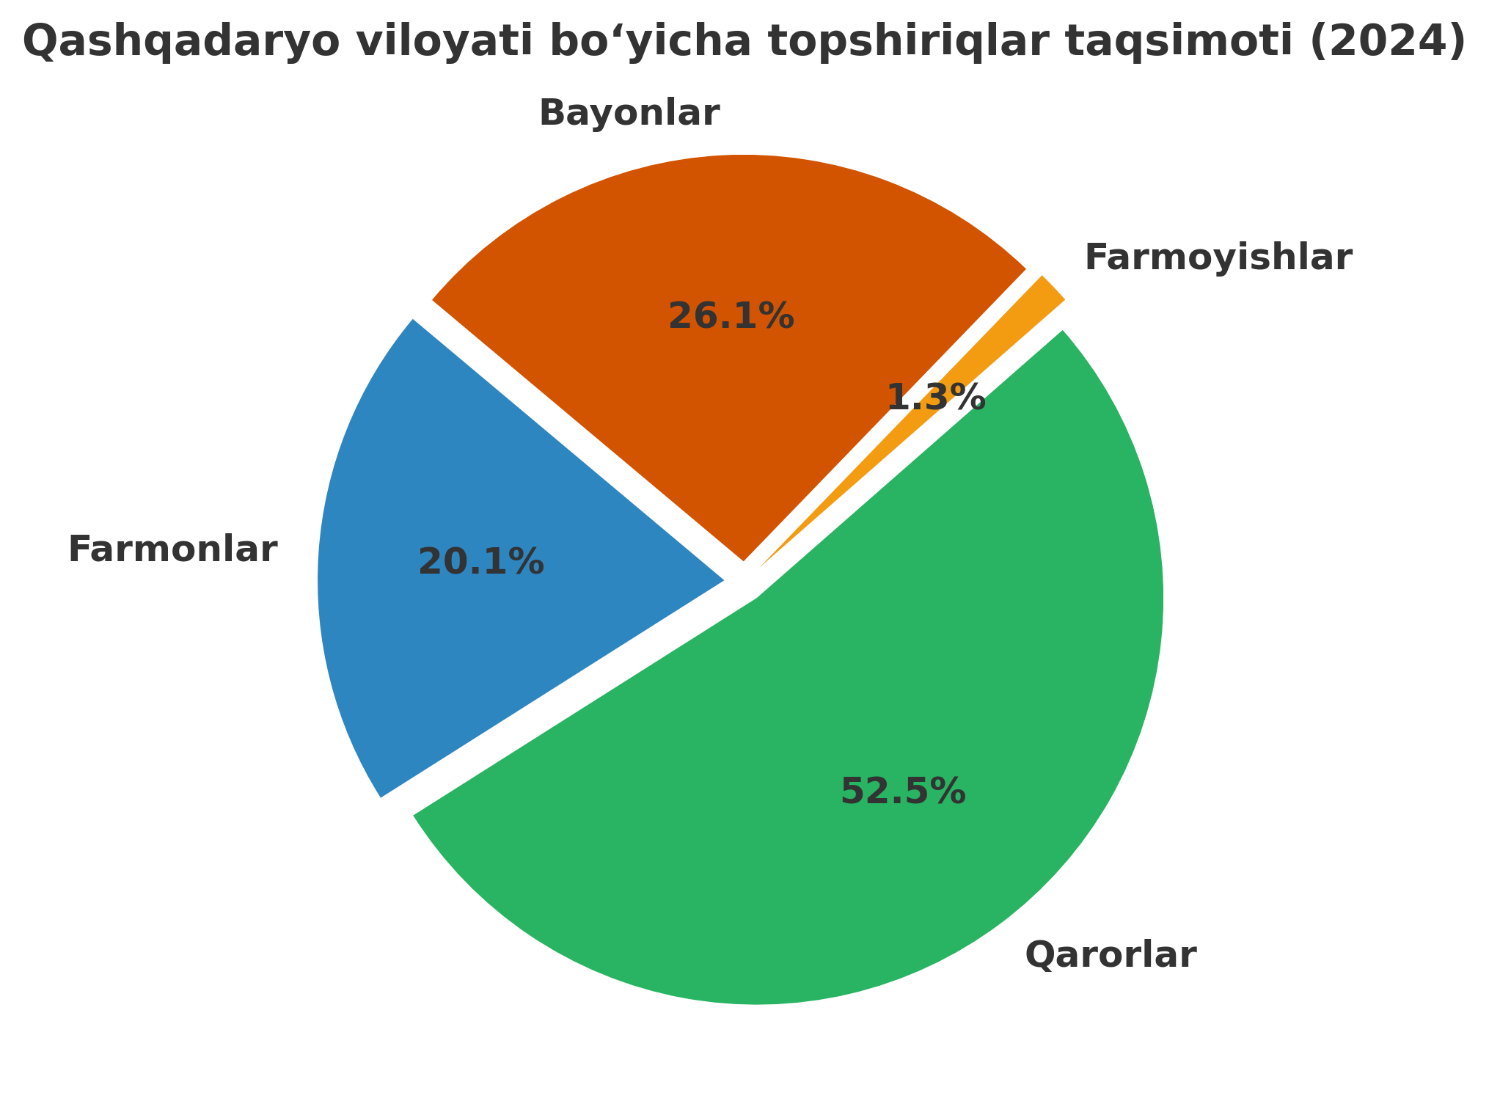 Qashqadaryo viloyati bo‘yicha topshiriqlar taqsimoti (2024)
Bayonlar
Farmoyishlar
26.1%
1.3%
Farmonlar
20.1%
52.5%
Qarorlar